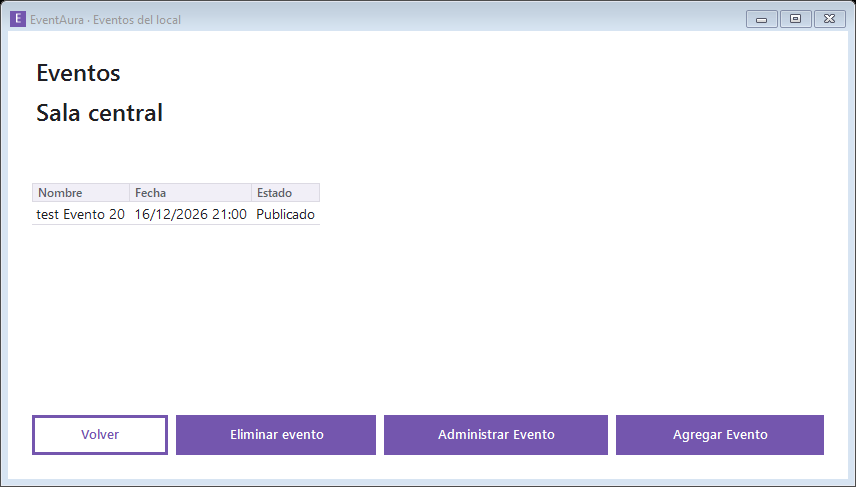 E EventAura · Eventos del local
Eventos
Sala central
Nombre Fecha Estado
test Evento 20 16/12/2026 21:00 Publicado
Volver Eliminar evento Administrar Evento Agregar Evento